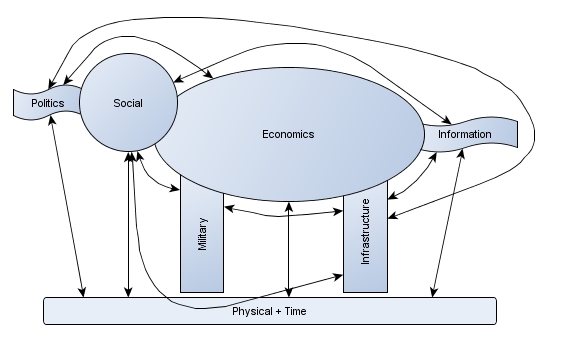 Politics
Social
Economics
Information
Military
Infrastructure
Physical + Time